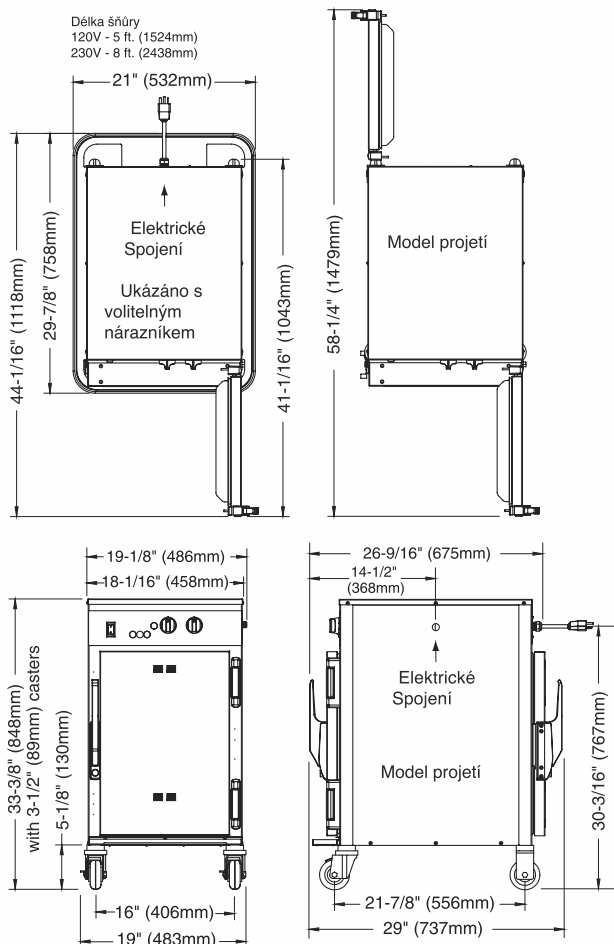 Délka šňůry
120V - 5 ft. (1524mm)
230V - 8 ft. (2438mm)
21" (532mm)
44-1/16" (1118mm)
29-7/8" (758mm)
Elektrické
Spojení
Ukázáno s
volitelným
nárazníkem
41-1/16" (1043mm)
58-1/4" (1479mm)
Model projetí
19-1/8" (486mm)
18-1/16" (458mm)
33-3/8" (848mm)
with 3-1/2" (89mm) casters
5-1/8" (130mm)
16" (406mm)
19" (483mm)
26-9/16" (675mm)
14-1/2"
(368mm)
Elektrické
Spojení
Model projetí
30-3/16" (767mm)
21-7/8" (556mm)
29" (737mm)